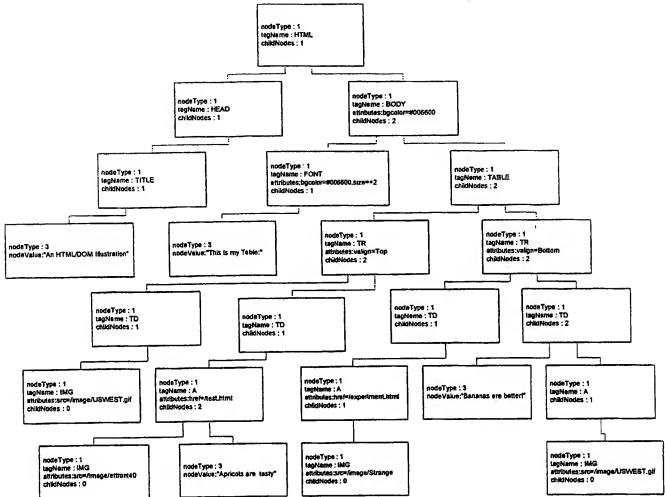 nodeType : 1
tagName : HTML
childNodes : 1
nodeType : 1
tagName : HEAD
childNodes : 1
nodeType : 1
tagName : BODY
attributes:bgcolor=#006600
childNodes : 2
nodeType : 1
tagName : TITLE
childNodes : 1
nodeType : 1
tagName : FONT
attributes:bgcolor=#006600,size=+2
childNodes : 1
nodeType : 1
tagName : TABLE
childNodes : 2
nodeType : 3
nodeValue:"An HTML/DOM Illustration"
nodeType : 3
nodeValue:"This is my Table:"
nodeType : 1
tagName : TR
attributes:valign=Top
childNodes : 2
nodeType : 1
tagName : TR
attributes:valign=Bottom
childNodes : 2
nodeType : 1
tagName : TD
childNodes : 1
nodeType : 1
tagName : TD
childNodes : 1
nodeType : 1
tagName : TD
childNodes : 1
nodeType : 1
tagName : TD
childNodes : 2
nodeType : 1
tagName : IMG
attributes:src=/image/USWEST.gif
childNodes : 0
nodeType : 1
tagName : A
attributes:href=/test.html
childNodes : 2
nodeType : 1
tagName : A
attributes:href=/experiment.html
childNodes : 1
nodeType : 3
nodeValue:"Bananas are better!"
nodeType : 1
tagName : A
childNodes : 1
nodeType : 1
tagName : IMG
childNodes : 0
nodeType : 3
nodeValue:"Apricots are tasty"
nodeType : 1
tagName : IMG
attributes:src=/image/Strange
childNodes : 0
nodeType : 1
tagName : IMG
attributes:src=/image/USWEST.gif
childNodes : 0